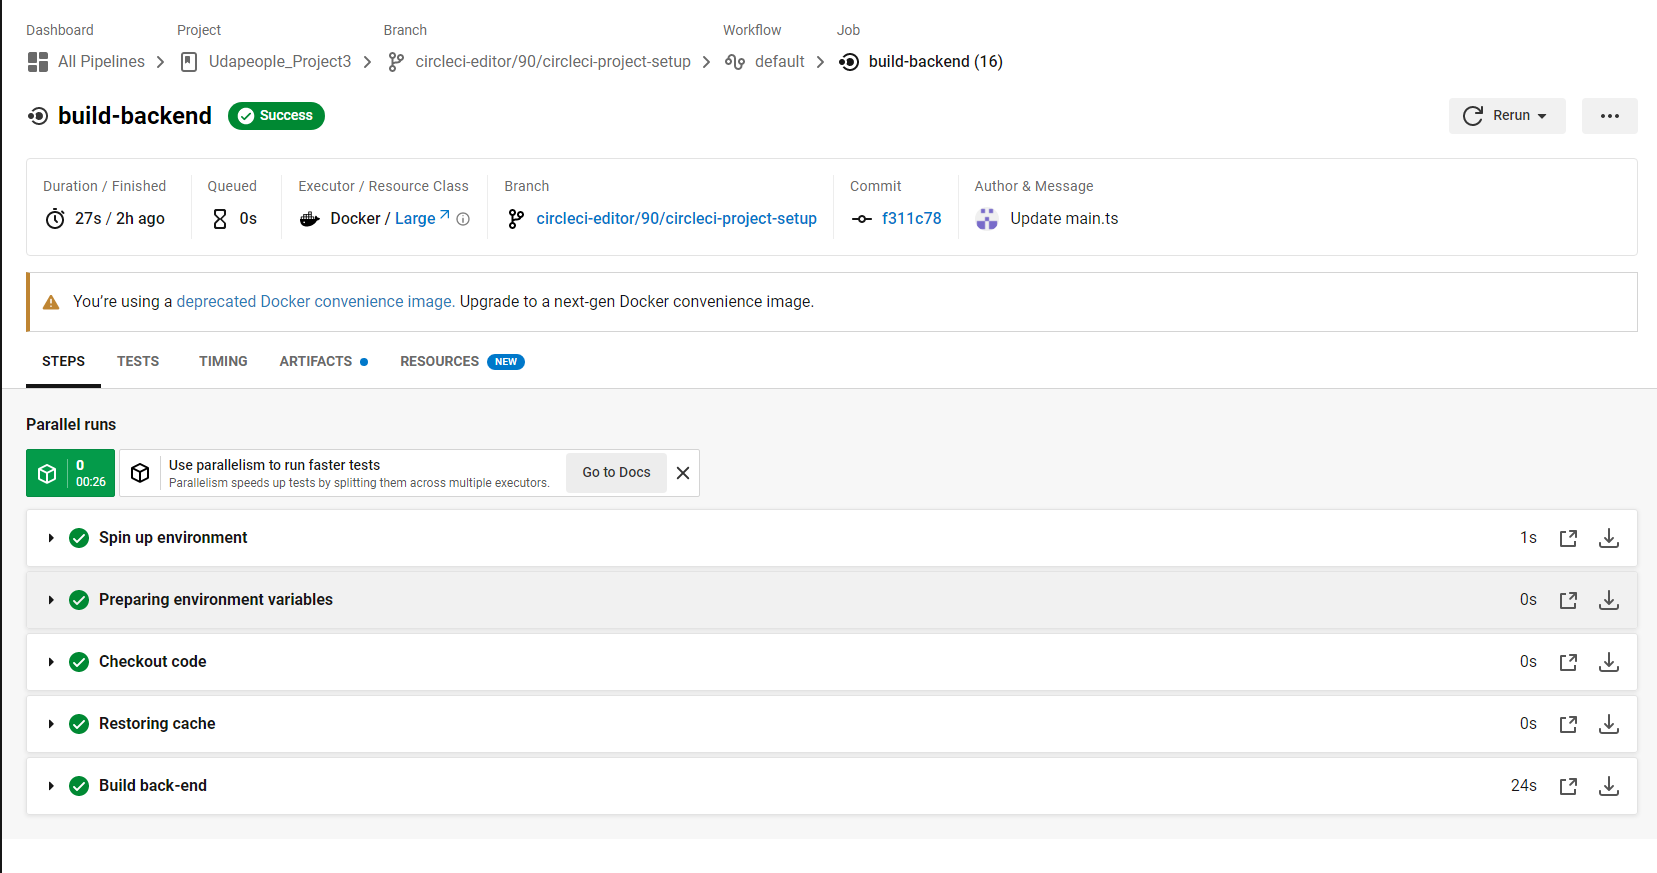 Dashboard Project Branch Workflow Job
All Pipelines Udapeople_Project3 circleci-editor/90/circleci-project-setup default build-backend (16)
build-backend Success Rerun
Duration / Finished Queued Executor / Resource Class Branch Commit Author & Message
27s / 2h ago 0s Docker / Large circleci-editor/90/circleci-project-setup f311c78 Update main.ts
You’re using a deprecated Docker convenience image. Upgrade to a next-gen Docker convenience image.
STEPS TESTS TIMING ARTIFACTS RESOURCES NEW
Parallel runs
0
00:26
Use parallelism to run faster tests
Parallelism speeds up tests by splitting them across multiple executors.
Go to Docs
Spin up environment 1s
Preparing environment variables 0s
Checkout code 0s
Restoring cache 0s
Build back-end 24s